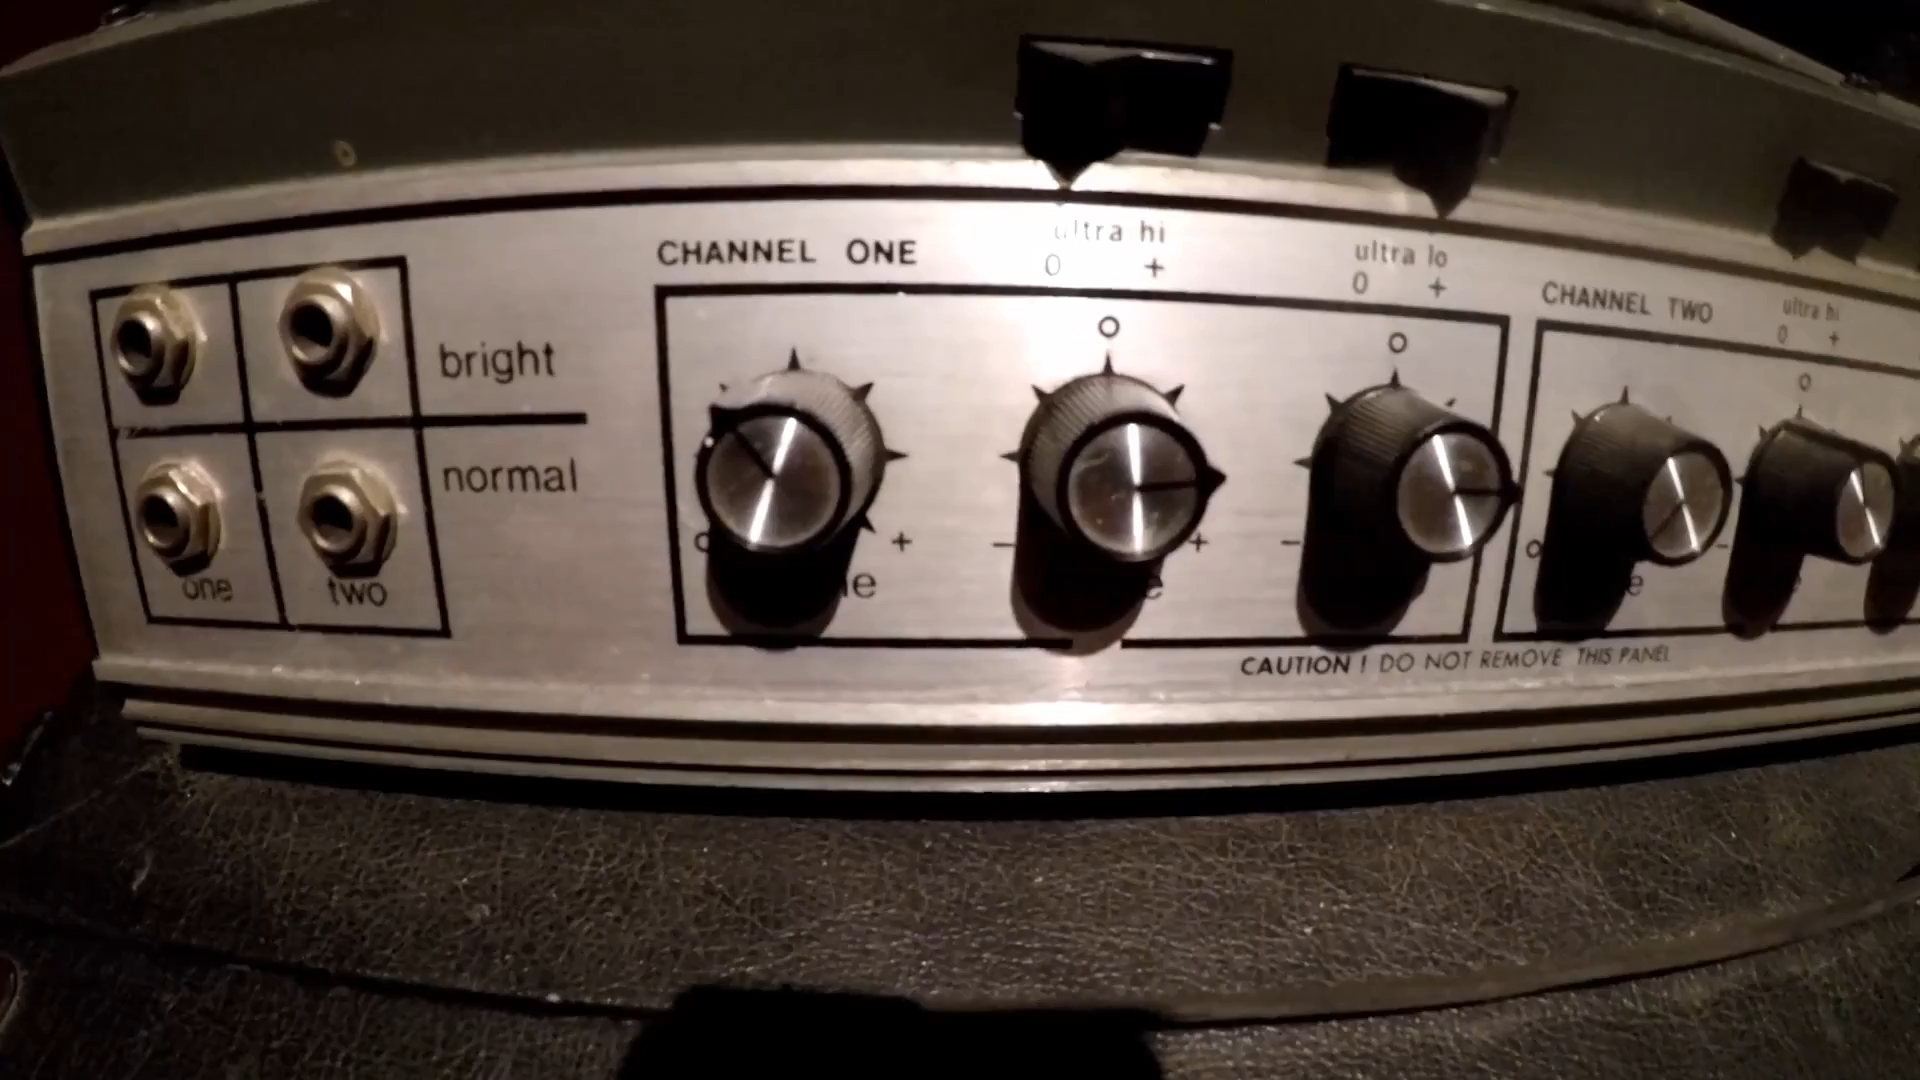 bright
normal
one two
CHANNEL ONE
ultra hi
0 +
ultra lo
0 +
o
o
o +
- +
-
CHANNEL TWO
ultra hi
0 +
o
o
-
CAUTION ! DO NOT REMOVE THIS PANEL